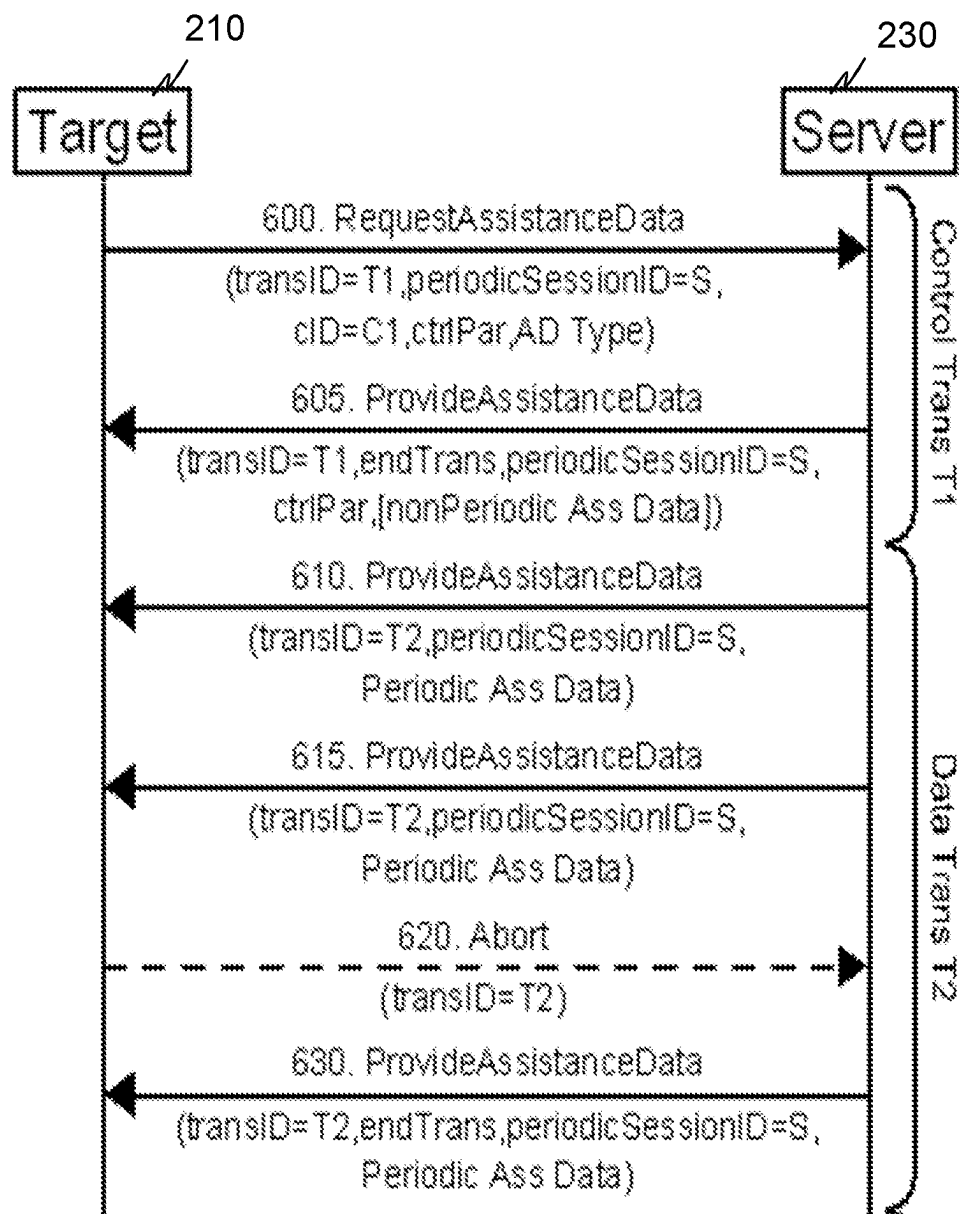 210
230
Target
Server
600. RequestAssistanceData
(transID=T1,periodicSessionID=S,
cID=C1,ctrlPar,AD Type)
605. ProvideAssistanceData
(transID=T1,endTrans,periodicSessionID=S,
ctrlPar,[nonPeriodic Ass Data])
Control Trans T1
610. ProvideAssistanceData
(transID=T2,periodicSessionID=S,
Periodic Ass Data)
615. ProvideAssistanceData
(transID=T2,periodicSessionID=S,
Periodic Ass Data)
620. Abort
(transID=T2)
630. ProvideAssistanceData
(transID=T2,endTrans,periodicSessionID=S,
Periodic Ass Data)
Data Trans T2